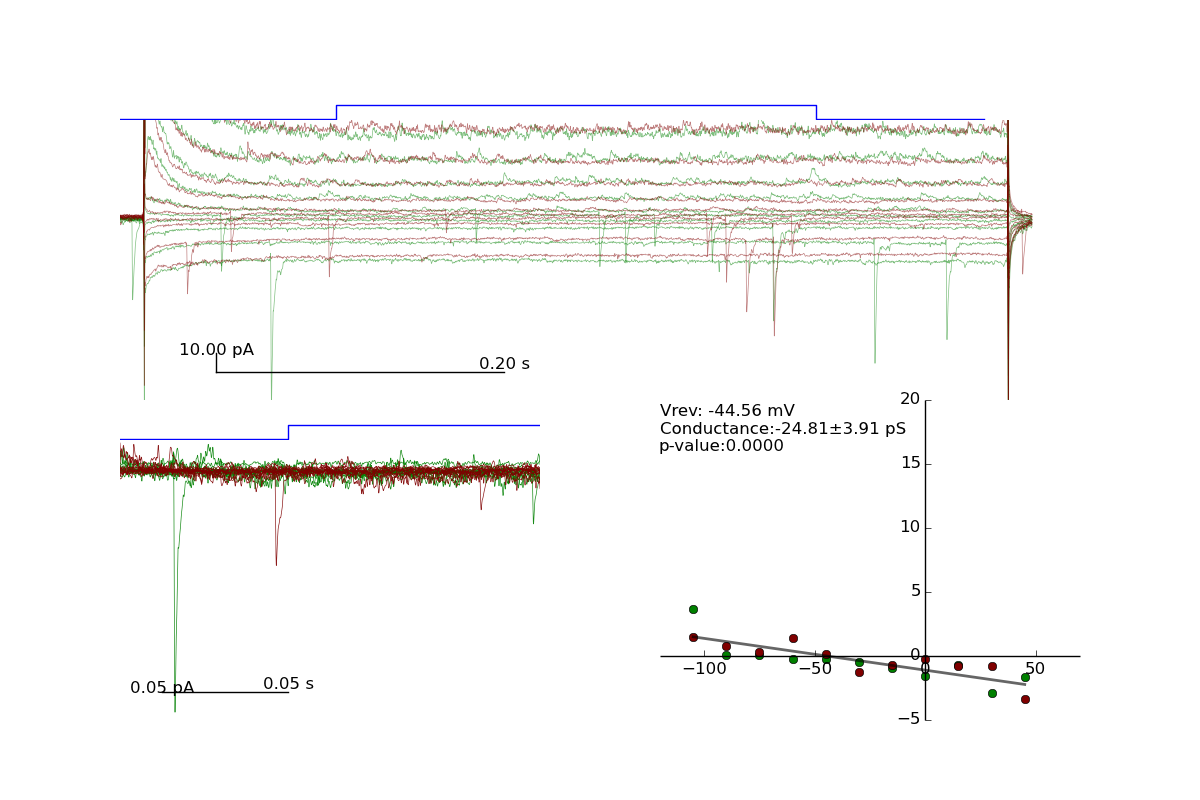 10.00 pA
0.20 s
Vrev: -44.56 mV
Conductance:-24.81±3.91 pS
p-value:0.0000
20
15
10
5
0
−5
−100
−50
0
50
0.05 pA
0.05 s